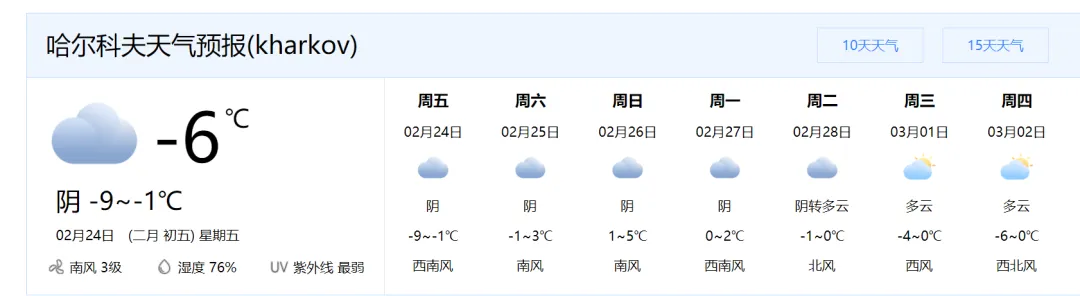 哈尔科夫天气预报(kharkov)
10天天气
15天天气
-6℃
阴 -9~-1℃
02月24日 (二月 初五) 星期五
南风 3级 湿度 76% UV 紫外线 最弱
周五 周六 周日 周一 周二 周三 周四
02月24日 02月25日 02月26日 02月27日 02月28日 03月01日 03月02日
阴 阴 阴 阴 阴转多云 多云 多云
-9~-1℃ -1~3℃ 1~5℃ 0~2℃ -1~0℃ -4~0℃ -6~0℃
西南风 南风 南风 西南风 北风 西风 西北风